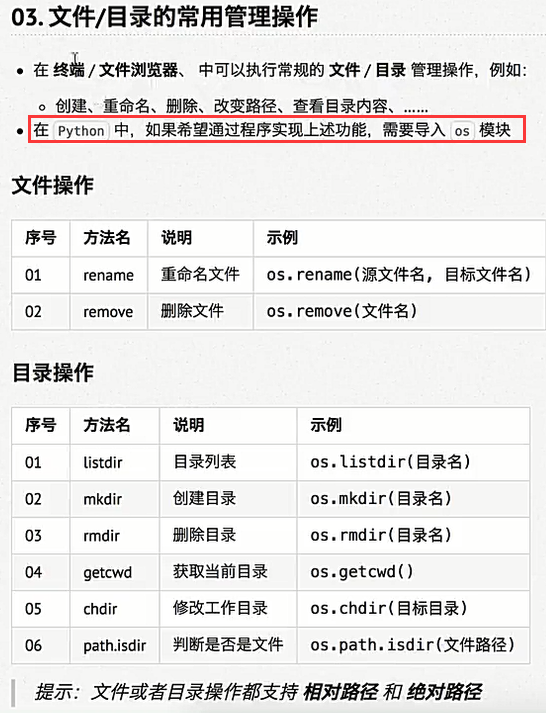 03. 文件/目录的常用管理操作
在 终端 / 文件浏览器、 中可以执行常规的 文件 / 目录 管理操作，例如：
创建、重命名、删除、改变路径、查看目录内容、……
在 Python 中，如果希望通过程序实现上述功能，需要导入 os 模块
文件操作
序号 方法名 说明 示例
01 rename 重命名文件 os.rename(源文件名, 目标文件名)
02 remove 删除文件 os.remove(文件名)
目录操作
序号 方法名 说明 示例
01 listdir 目录列表 os.listdir(目录名)
02 mkdir 创建目录 os.mkdir(目录名)
03 rmdir 删除目录 os.rmdir(目录名)
04 getcwd 获取当前目录 os.getcwd()
05 chdir 修改工作目录 os.chdir(目标目录)
06 path.isdir 判断是否是文件 os.path.isdir(文件路径)
提示：文件或者目录操作都支持 相对路径 和 绝对路径